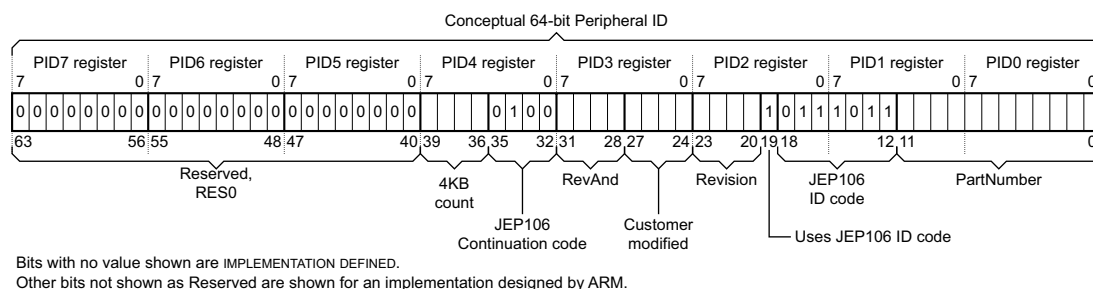 Conceptual 64-bit Peripheral ID
PID7 register PID6 register PID5 register PID4 register PID3 register PID2 register PID1 register PID0 register
7 0 7 0 7 0 7 0 7 0 7 0 7 0 7 0
0 0 0 0 0 0 0 0 0 0 0 0 0 0 0 0 0 0 0 0 0 0 0 0 0 1 0 0 1 0 1 1 1 0 1 1
63 56 55 48 47 40 39 36 35 32 31 28 27 24 23 20 19 18 12 11 0
Reserved,
RES0
4KB
count
JEP106
Continuation code
RevAnd
Customer
modified
Revision
Uses JEP106 ID code
JEP106
ID code
PartNumber
Bits with no value shown are IMPLEMENTATION DEFINED.
Other bits not shown as Reserved are shown for an implementation designed by ARM.